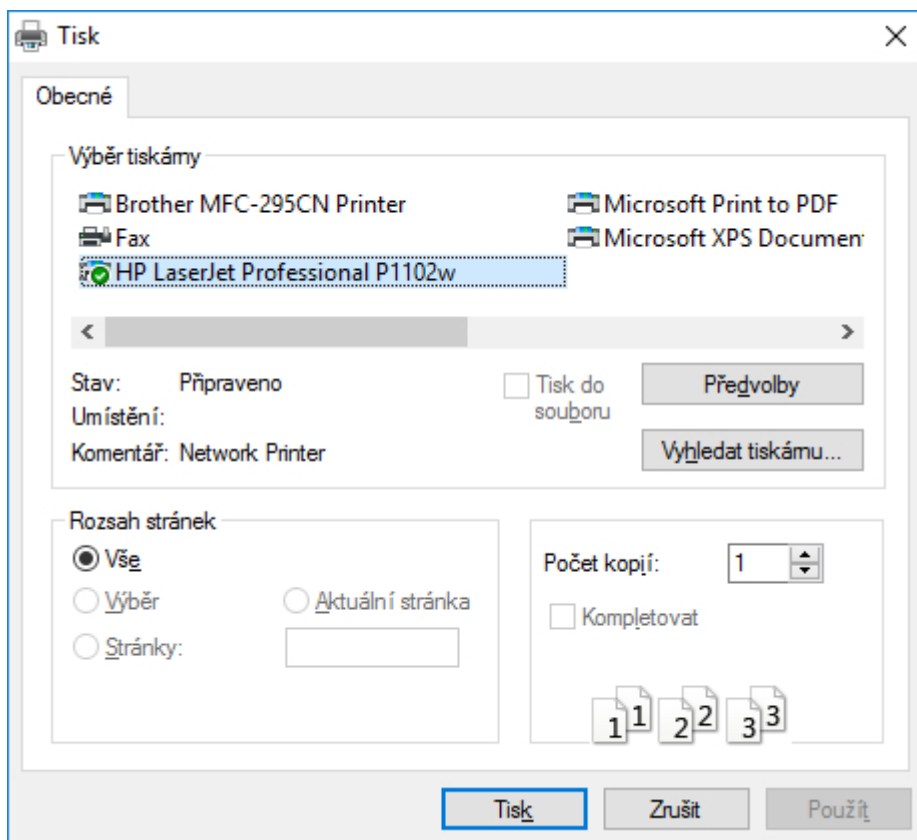 Tisk
Obecné
Výběr tiskárny
Brother MFC-295CN Printer
Microsoft Print to PDF
Fax
Microsoft XPS Documen
HP LaserJet Professional P1102w
Stav: Připraveno
Tisk do souboru
Předvolby
Umístění:
Komentář: Network Printer
Vyhledat tiskárnu...
Rozsah stránek
Vše
Výběr
Aktuální stránka
Stránky:
Počet kopií: 1
Kompletovat
1 1 2 2 3 3
Tisk
Zrušit
Použít